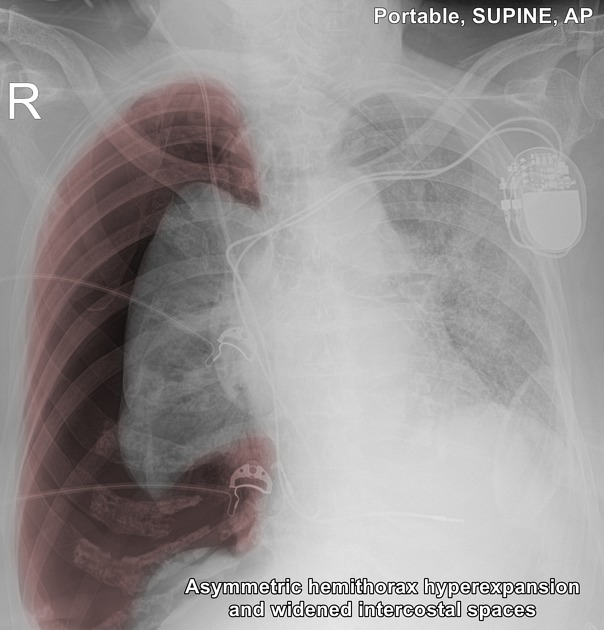 Portable, SUPINE, AP
R
Asymmetric hemithorax hyperexpansion
and widened intercostal spaces